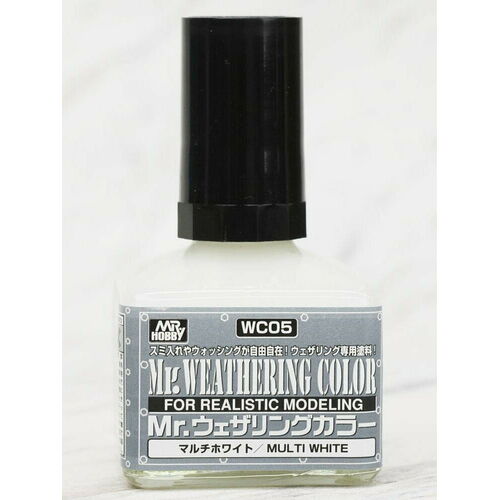 MR.
HOBBY
WC05
スミ入れやウォッシングが自由自在!ウェザリング専用塗料!
Mr. WEATHERING COLOR
FOR REALISTIC MODELING
Mr.ウェザリングカラー
マルチホワイト/MULTI WHITE